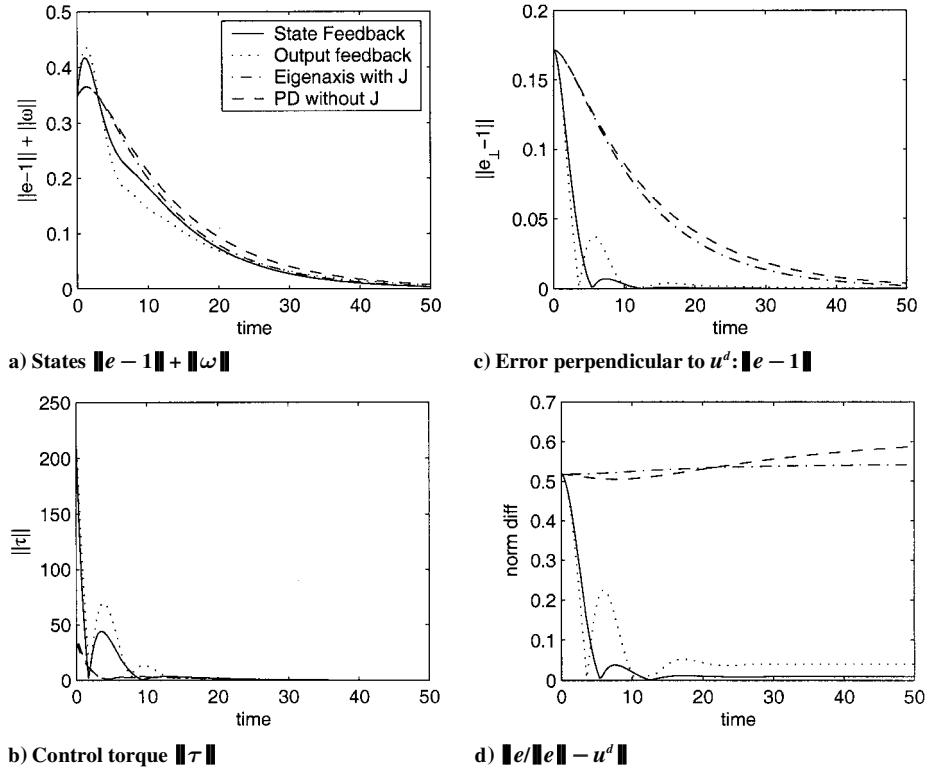 0.5
0.4
0.3
0.2
0.1
0
||e−1|| + ||ω||
State Feedback
Output feedback
Eigenaxis with J
PD without J
0 10 20 30 40 50
time
a) States ‖e − 1‖ + ‖ω‖
0.15
0.1
0.05
0
||e⊥−1||
0 10 20 30 40 50
time
c) Error perpendicular to uᵈ: ‖e − 1‖
250
200
150
100
50
0
||τ||
0 10 20 30 40 50
time
b) Control torque ‖τ‖
0.7
0.6
0.5
0.4
0.3
0.2
0.1
0
norm diff
0 10 20 30 40 50
time
d) ‖e/‖e‖ − uᵈ‖